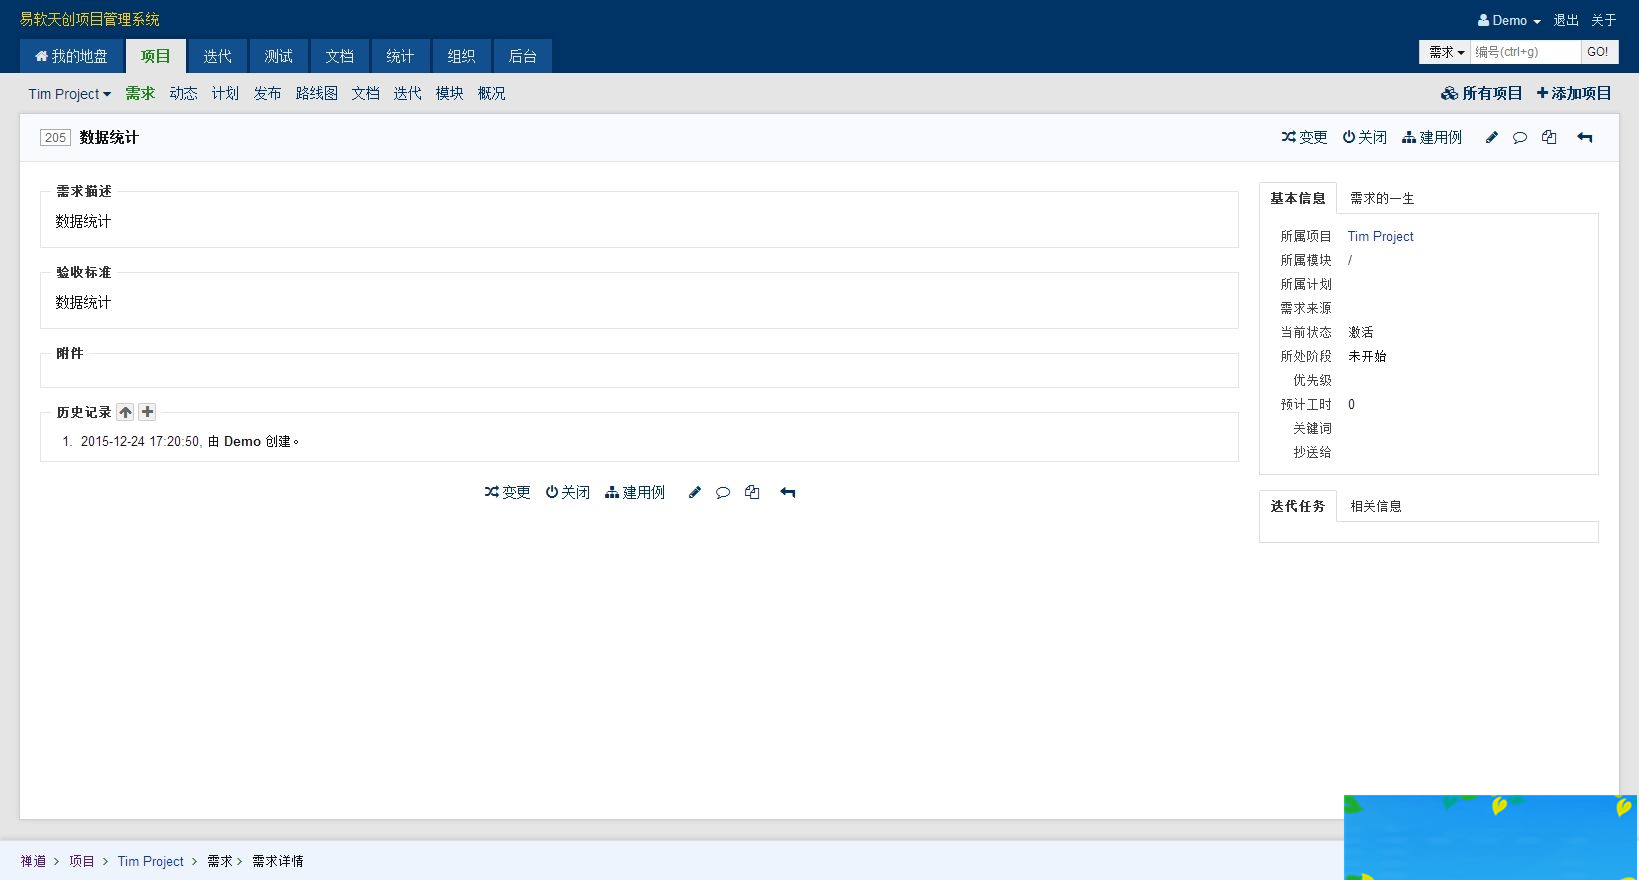 易软天创项目管理系统
Demo 退出 关于
我的地盘 项目 迭代 测试 文档 统计 组织 后台
需求 编号(ctrl+g) GO!
Tim Project 需求 动态 计划 发布 路线图 文档 迭代 模块 概况
所有项目 添加项目
205 数据统计
变更 关闭 建用例
需求描述
数据统计
验收标准
数据统计
附件
历史记录
1. 2015-12-24 17:20:50, 由 Demo 创建。
变更 关闭 建用例
基本信息 需求的一生
所属项目 Tim Project
所属模块 /
所属计划
需求来源
当前状态 激活
所处阶段 未开始
优先级
预计工时 0
关键词
抄送给
迭代任务 相关信息
禅道 > 项目 > Tim Project > 需求 > 需求详情